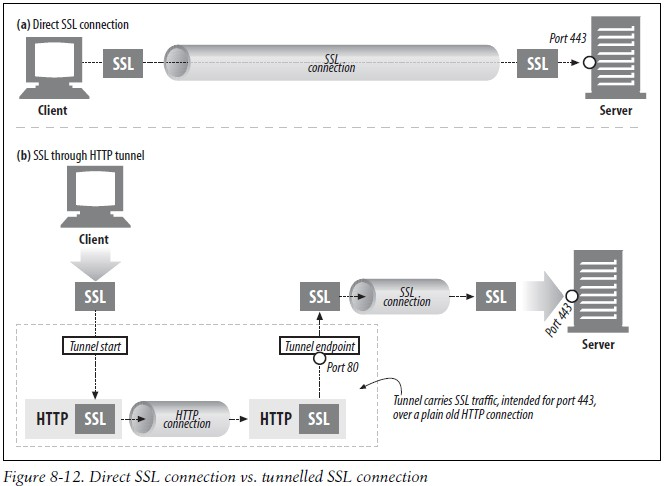 (a) Direct SSL connection
SSL
SSL
connection
SSL
Port 443
Client
Server
(b) SSL through HTTP tunnel
Client
SSL
SSL
SSL
connection
SSL
Port 443
Server
Tunnel start
Tunnel endpoint
Port 80
HTTP SSL
HTTP
connection
HTTP SSL
Tunnel carries SSL traffic, intended for port 443,
over a plain old HTTP connection
Figure 8-12. Direct SSL connection vs. tunnelled SSL connection